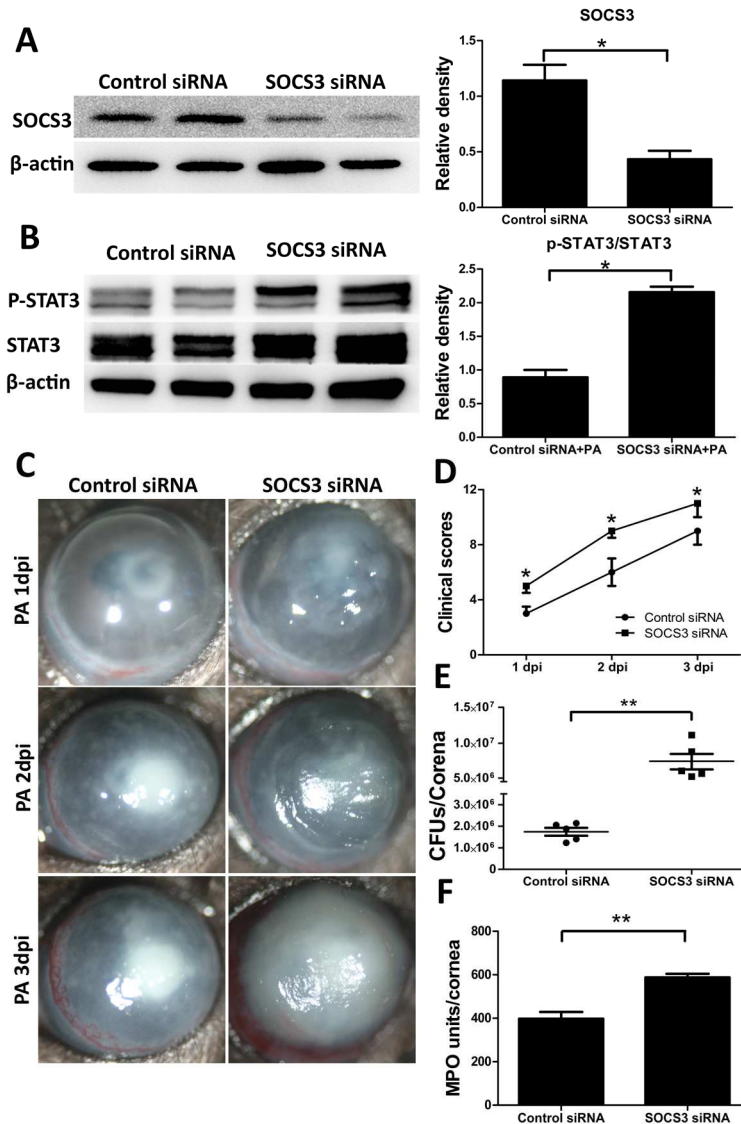 A
Control siRNA SOCS3 siRNA
SOCS3
β-actin
SOCS3
*
Relative density
1.5
1.0
0.5
0.0
Control siRNA SOCS3 siRNA
B
Control siRNA SOCS3 siRNA
P-STAT3
STAT3
β-actin
p-STAT3/STAT3
*
Relative density
2.5
2.0
1.5
1.0
0.5
0.0
Control siRNA+PA SOCS3 siRNA+PA
C
Control siRNA SOCS3 siRNA
PA 1dpi
PA 2dpi
PA 3dpi
D
Clinical scores
12
8
4
0
* * *
Control siRNA
SOCS3 siRNA
1 dpi 2 dpi 3 dpi
E
**
CFUs/Corena
1.5×10⁷
1.0×10⁷
5.0×10⁶
3.0×10⁶
2.0×10⁶
1.0×10⁶
Control siRNA SOCS3 siRNA
F
**
MPO units/cornea
800
600
400
200
0
Control siRNA SOCS3 siRNA